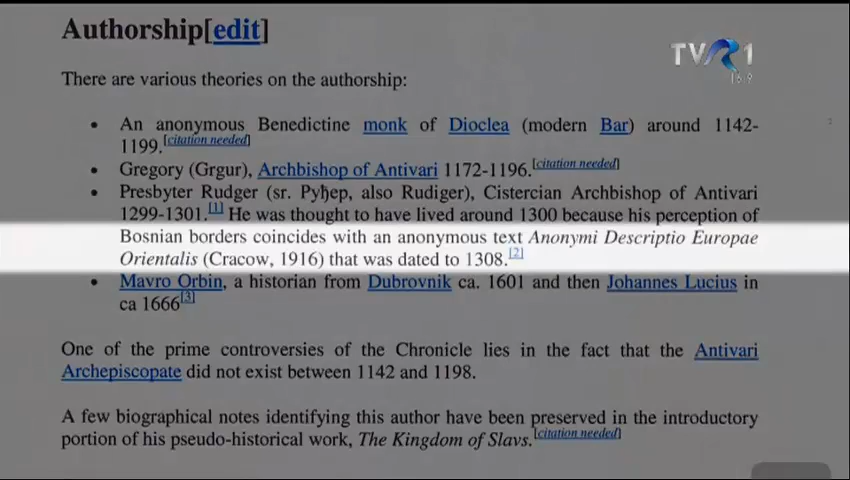 Authorship[edit]
TVR1
16:9
There are various theories on the authorship:
• An anonymous Benedictine monk of Dioclea (modern Bar) around 1142-
1199.[citation needed]
• Gregory (Grgur), Archbishop of Antivari 1172-1196.[citation needed]
• Presbyter Rudger (sr. Руђер, also Rudiger), Cistercian Archbishop of Antivari
1299-1301.[1] He was thought to have lived around 1300 because his perception of
Bosnian borders coincides with an anonymous text Anonymi Descriptio Europae
Orientalis (Cracow, 1916) that was dated to 1308.[2]
• Mavro Orbin, a historian from Dubrovnik ca. 1601 and then Johannes Lucius in
ca 1666[3]
One of the prime controversies of the Chronicle lies in the fact that the Antivari
Archepiscopate did not exist between 1142 and 1198.
A few biographical notes identifying this author have been preserved in the introductory
portion of his pseudo-historical work, The Kingdom of Slavs.[citation needed]